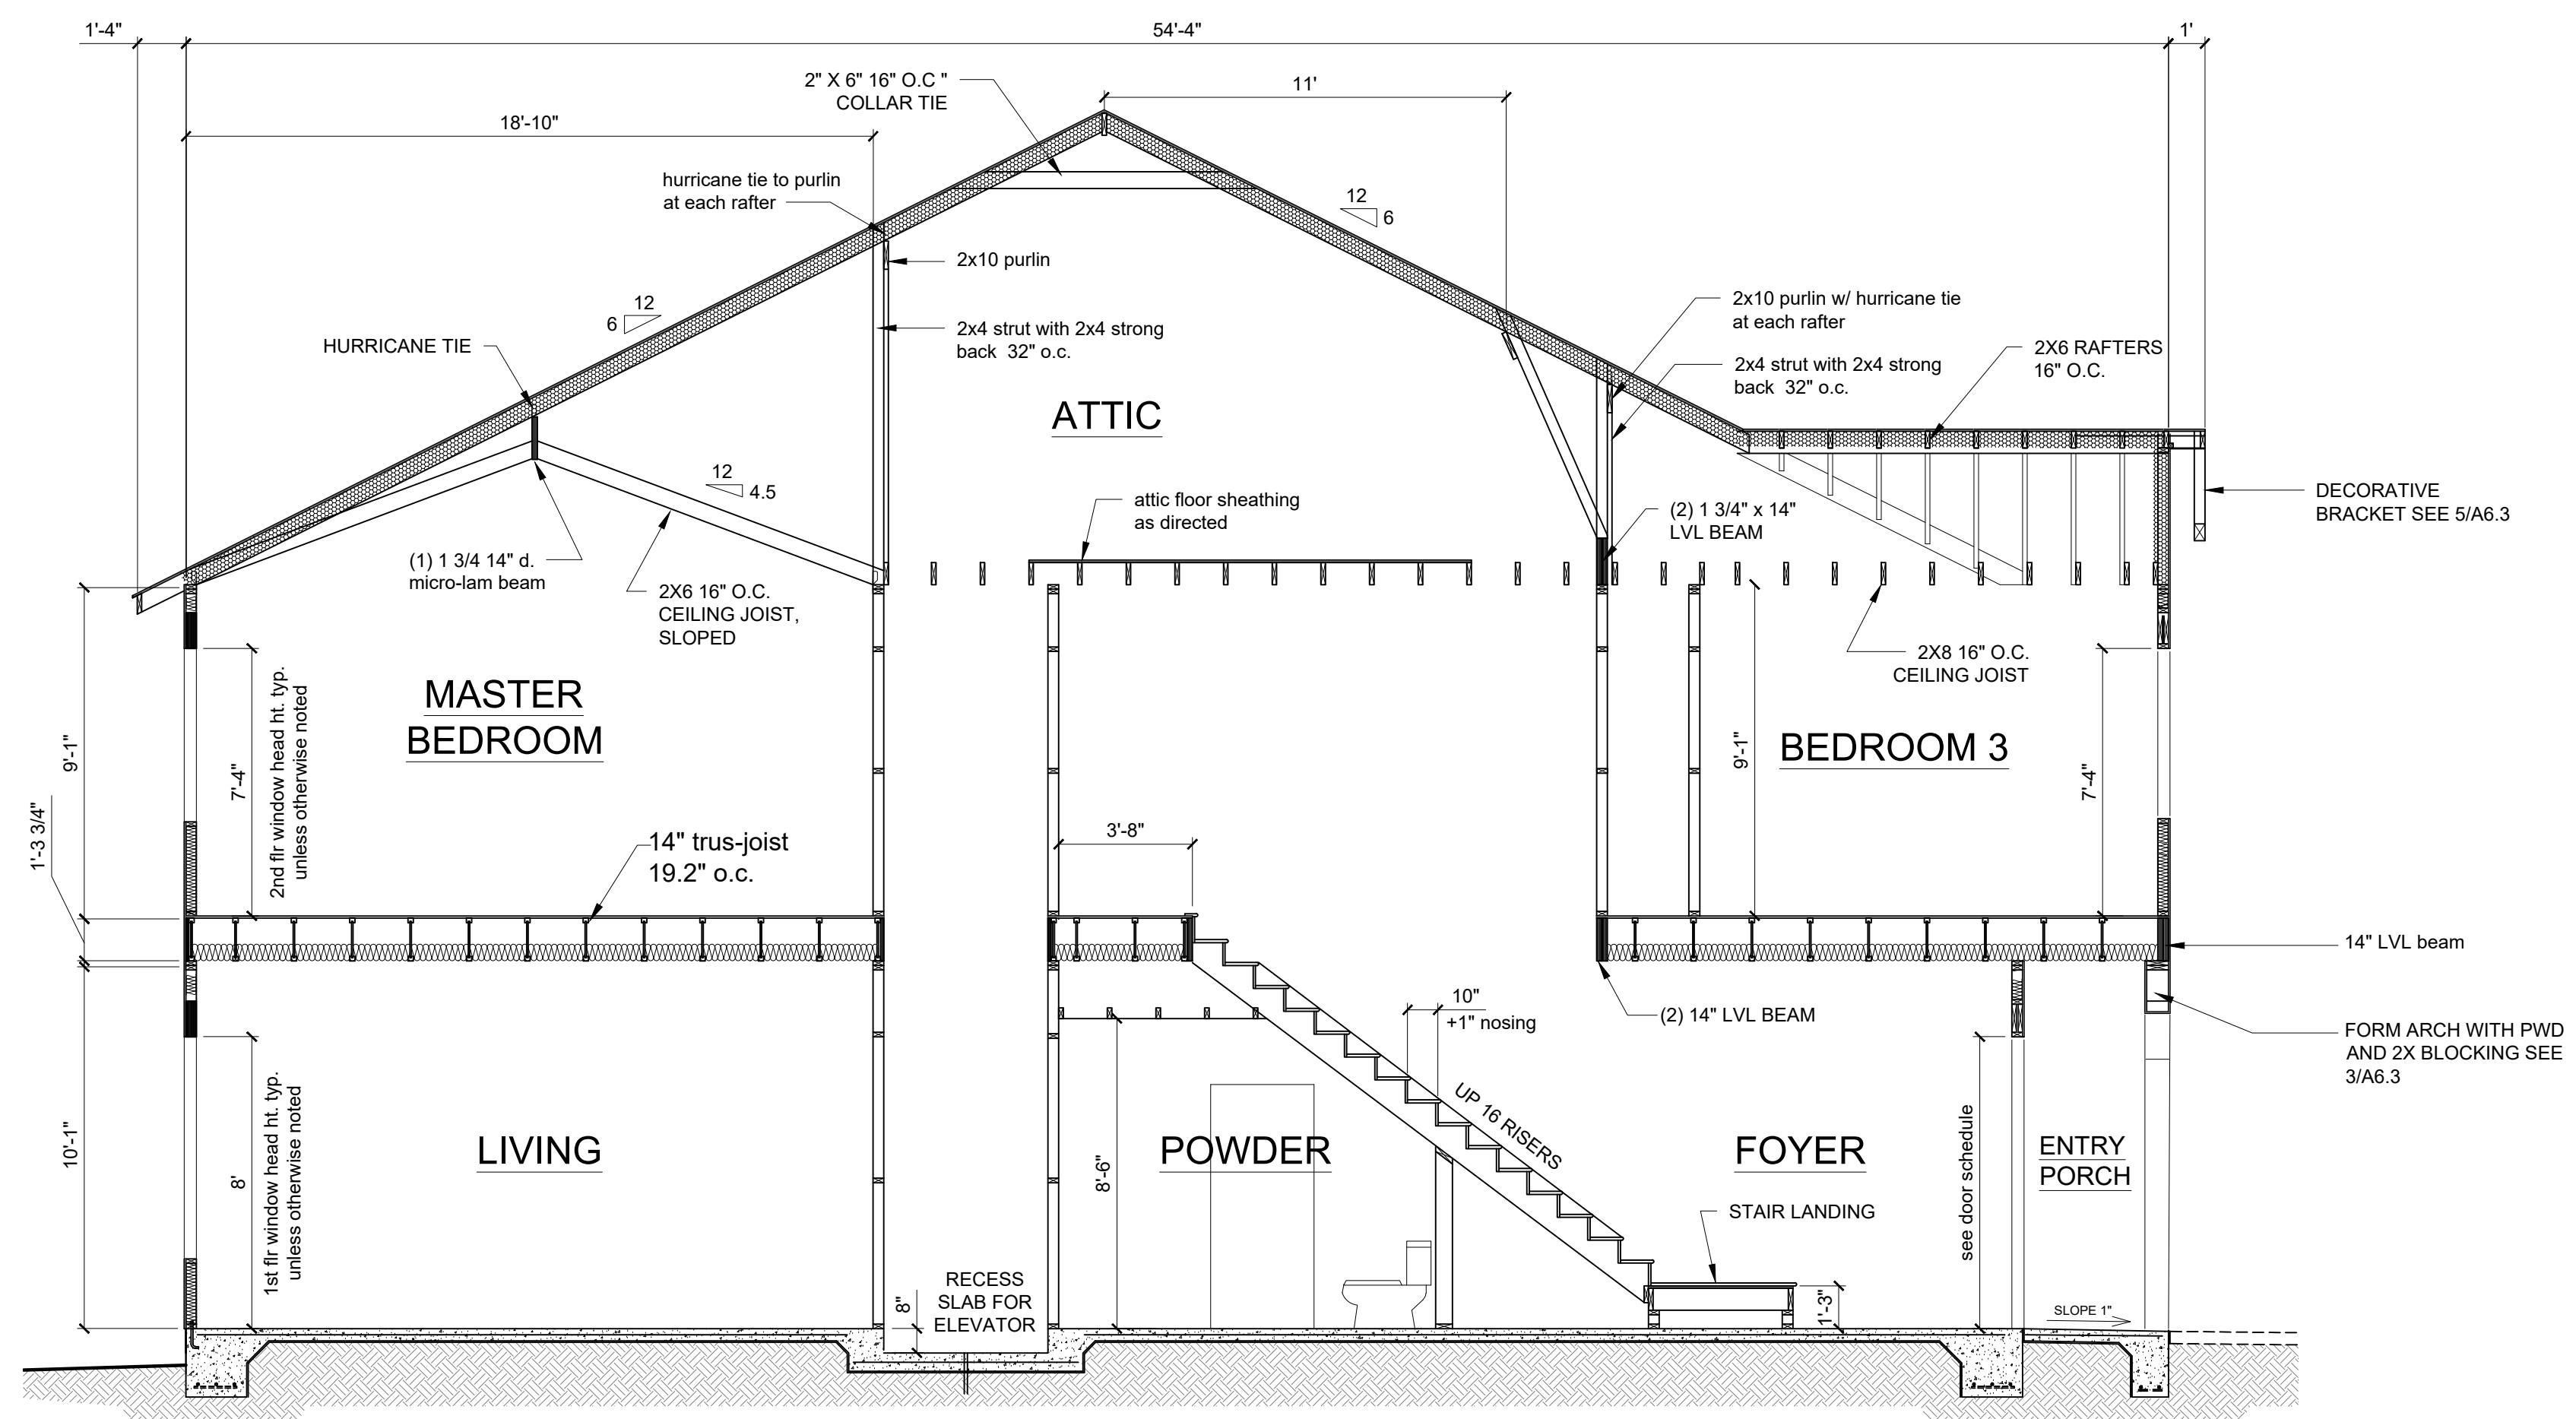 1'-4"
54'-4"
1'
2" X 6" 16" O.C "
COLLAR TIE
11'
18'-10"
hurricane tie to purlin
at each rafter
12
6
2x10 purlin
12
6
HURRICANE TIE
2x4 strut with 2x4 strong
back 32" o.c.
2x10 purlin w/ hurricane tie
at each rafter
2x4 strut with 2x4 strong
back 32" o.c.
2X6 RAFTERS
16" O.C.
ATTIC
12
4.5
attic floor sheathing
as directed
(2) 1 3/4" x 14"
LVL BEAM
DECORATIVE
BRACKET SEE 5/A6.3
(1) 1 3/4 14" d.
micro-lam beam
2X6 16" O.C.
CEILING JOIST,
SLOPED
2X8 16" O.C.
CEILING JOIST
MASTER
BEDROOM
BEDROOM 3
9'-1"
7'-4"
2nd flr window head ht. typ.
unless otherwise noted
9'-1"
7'-4"
1'-3 3/4"
14" trus-joist
19.2" o.c.
3'-8"
14" LVL beam
10"
+1" nosing
(2) 14" LVL BEAM
FORM ARCH WITH PWD
AND 2X BLOCKING SEE
3/A6.3
10'-1"
8'
1st flr window head ht. typ.
unless otherwise noted
LIVING
POWDER
8'-6"
UP 16 RISERS
FOYER
see door schedule
ENTRY
PORCH
STAIR LANDING
RECESS
SLAB FOR
ELEVATOR
8"
1'-3"
SLOPE 1"